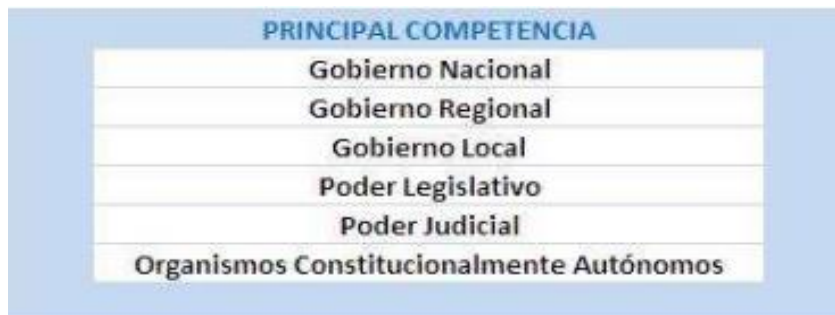 PRINCIPAL COMPETENCIA
Gobierno Nacional
Gobierno Regional
Gobierno Local
Poder Legislativo
Poder Judicial
Organismos Constitucionalmente Autónomos